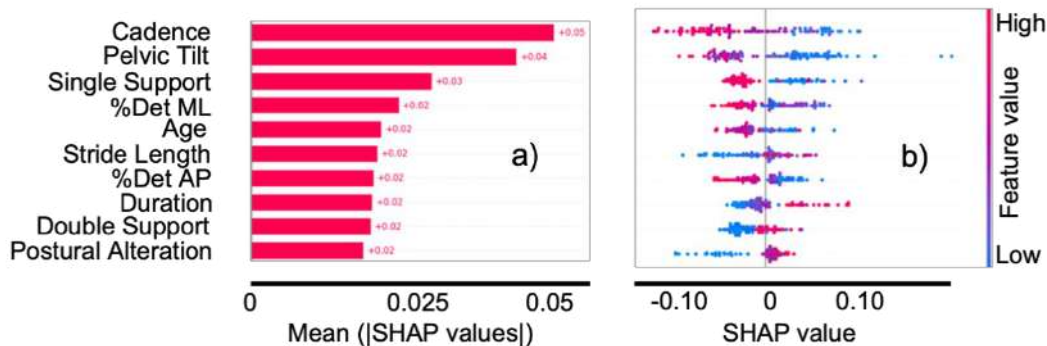 Cadence +0.05 High
Pelvic Tilt +0.04
Single Support +0.03
%Det ML +0.02
Age +0.02
a) b)
Stride Length +0.02
%Det AP +0.02
Duration +0.02
Double Support +0.02
Postural Alteration +0.02 Low
Feature value
0 0.025 0.05 -0.10 0 0.10
Mean (|SHAP values|) SHAP value